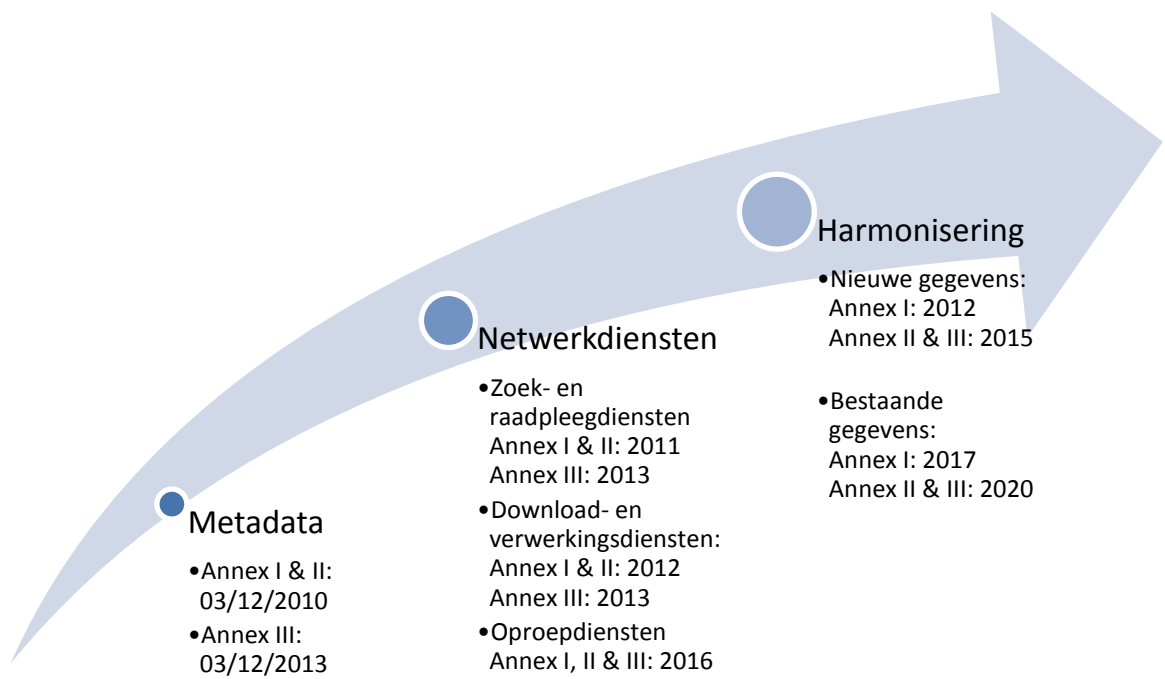 Metadata
•Annex I & II:
03/12/2010
•Annex III:
03/12/2013
Netwerkdiensten
•Zoek- en
raadpleegdiensten
Annex I & II: 2011
Annex III: 2013
•Download- en
verwerkingsdiensten:
Annex I & II: 2012
Annex III: 2013
•Oproepdiensten
Annex I, II & III: 2016
Harmonisering
•Nieuwe gegevens:
Annex I: 2012
Annex II & III: 2015
•Bestaande
gegevens:
Annex I: 2017
Annex II & III: 2020